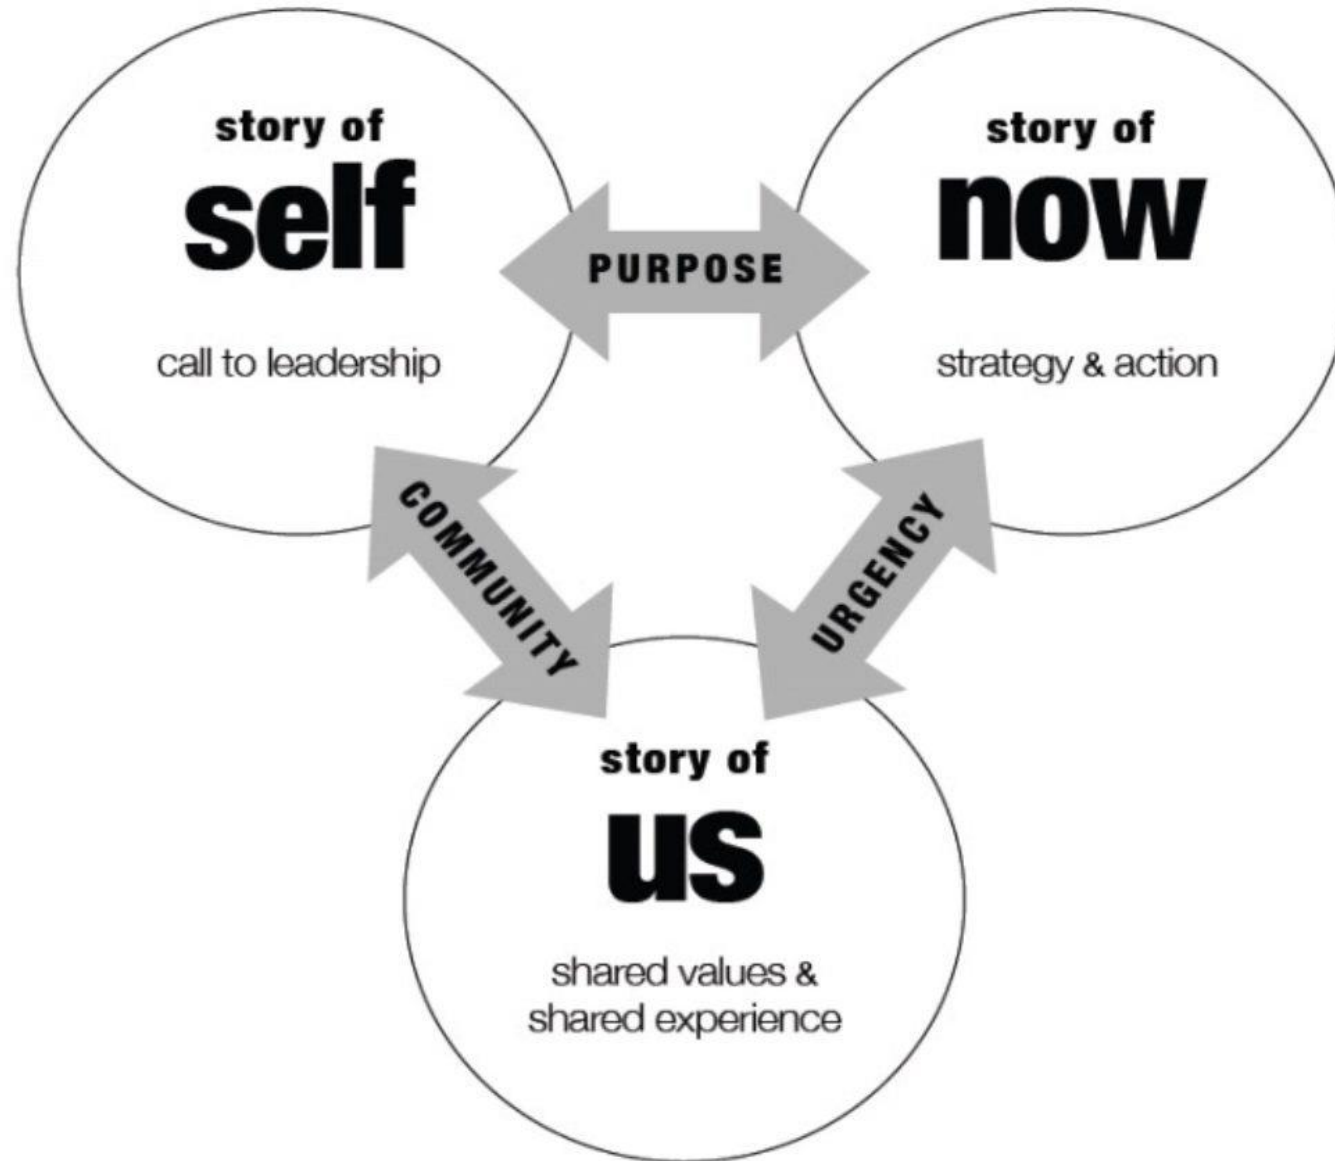 story of
self
call to leadership
PURPOSE
story of
now
strategy & action
COMMUNITY
URGENCY
story of
us
shared values &
shared experience